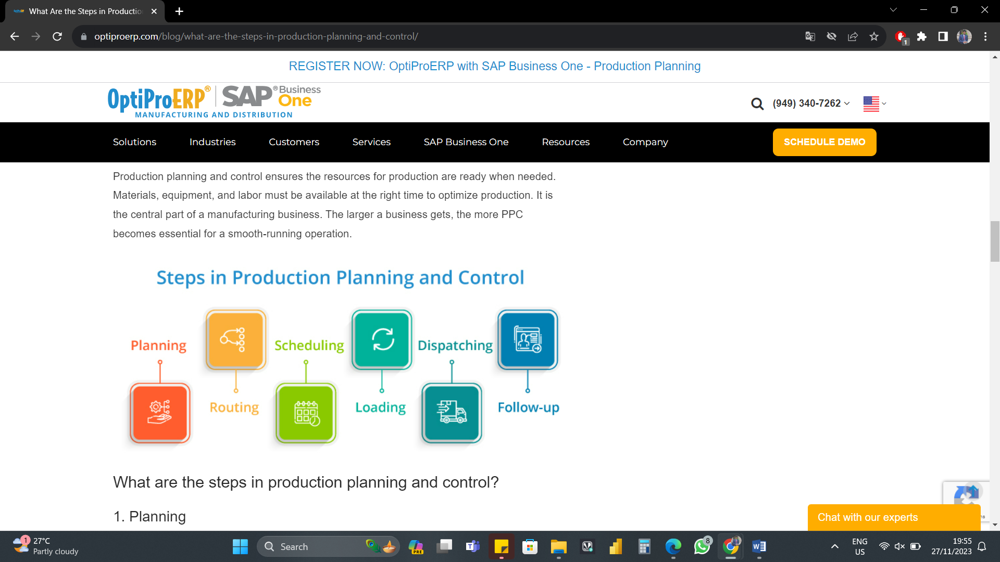 What Are the Steps in Productio
optiproerp.com/blog/what-are-the-steps-in-production-planning-and-control/
1
REGISTER NOW: OptiProERP with SAP Business One - Production Planning
OptiProERP® SAP® Business One
MANUFACTURING AND DISTRIBUTION
(949) 340-7262
Solutions Industries Customers Services SAP Business One Resources Company SCHEDULE DEMO
Production planning and control ensures the resources for production are ready when needed.
Materials, equipment, and labor must be available at the right time to optimize production. It is
the central part of a manufacturing business. The larger a business gets, the more PPC
becomes essential for a smooth-running operation.
Steps in Production Planning and Control
Planning Scheduling Dispatching
Routing Loading Follow-up
What are the steps in production planning and control?
1. Planning
Chat with our experts
1
27°C
Partly cloudy
Search
PRE
8
ENG
US
19:55
27/11/2023